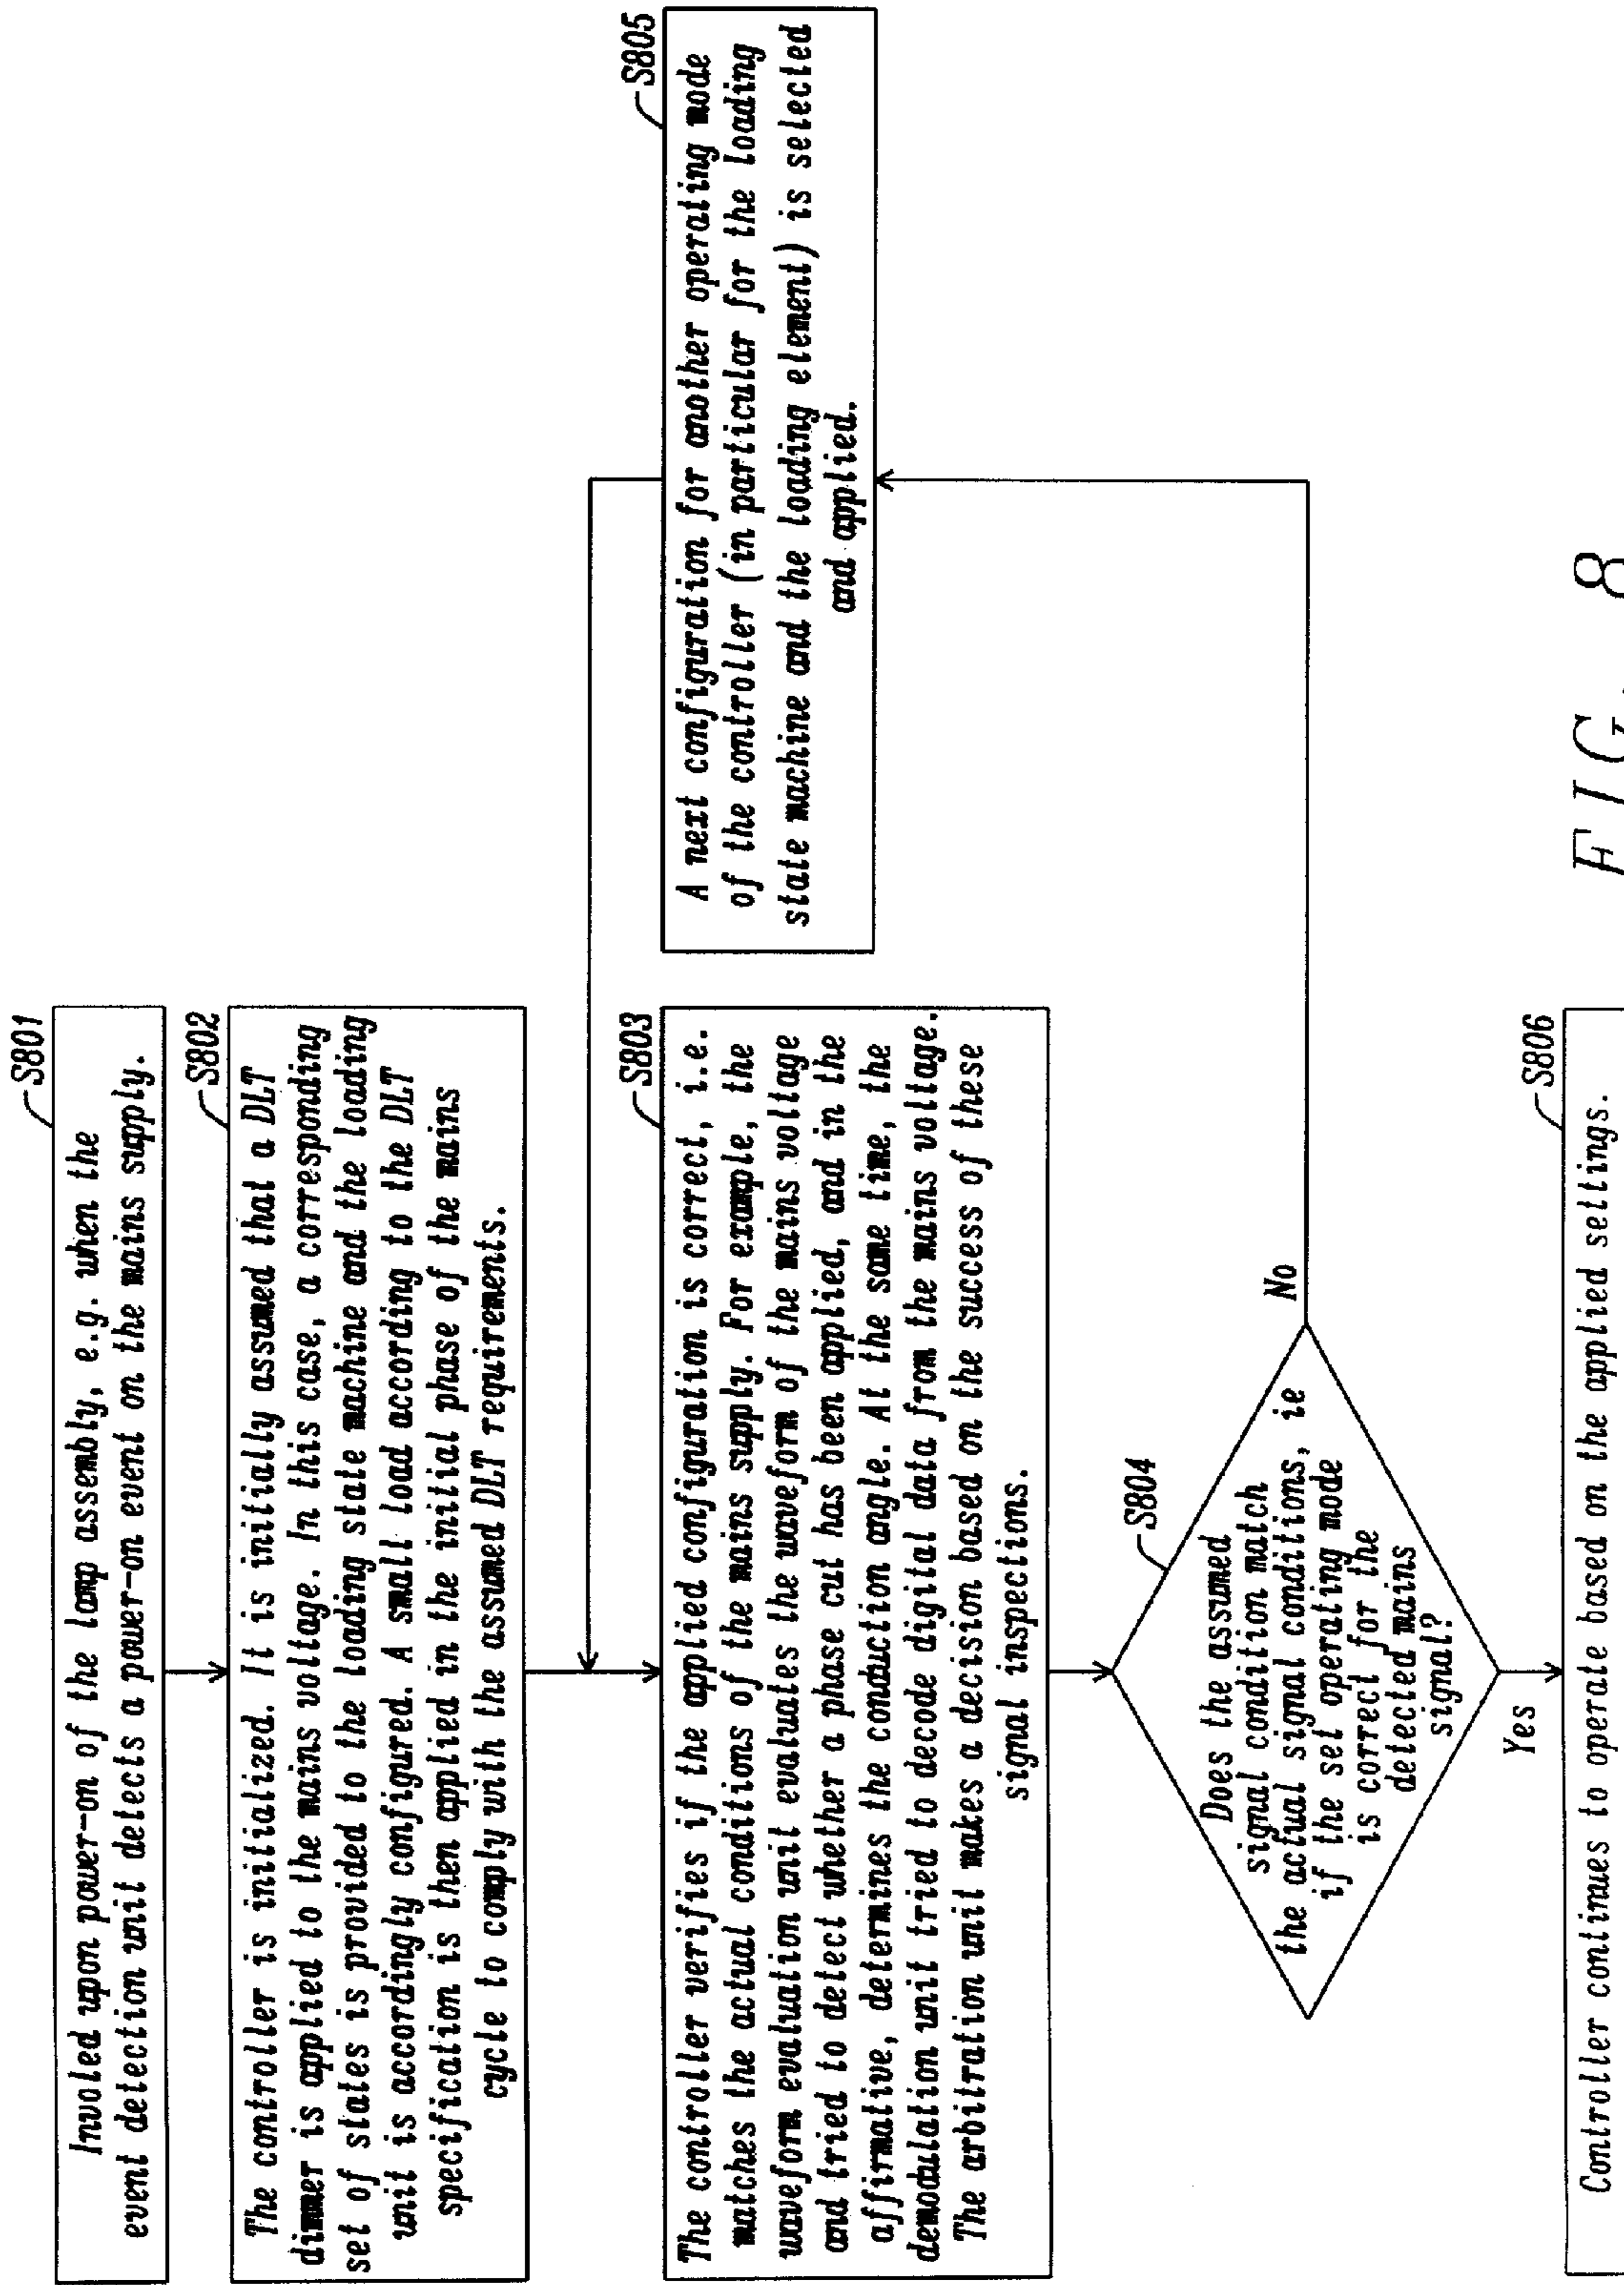 S801
Involed upon power-on of the lamp assembly, e.g. when the
event detection unit detects a power-on event on the mains supply.
S802
The controller is initialized. It is initially assumed that a DLT
dimmer is applied to the mains voltage. In this case, a corresponding
set of states is provided to the loading state machine and the loading
unit is accordingly configured. A small load according to the DLT
specification is then applied in the initial phase of the mains
cycle to comply with the assumed DLT requirements.
S803
The controller verifies if the applied configuration is correct, i.e.
matches the actual conditions of the mains supply. For example, the
waveform evaluation unit evaluates the waveform of the mains voltage
and tried to detect whether a phase cut has been applied, and in the
affirmative, determines the conduction angle. At the same time, the
demodulation unit tried to decode digital data from the mains voltage.
The arbitration unit makes a decision based on the success of these
signal inspections.
S804
Does the assumed
signal condition match
the actual signal conditions, ie
if the set operating mode
is correct for the
detected mains
signal?
No
Yes
S805
A next configuration for another operating mode
of the controller (in particular for the loading
state machine and the loading element) is selected
and applied.
S806
Controller continues to operate based on the applied settings.
FIG. 8